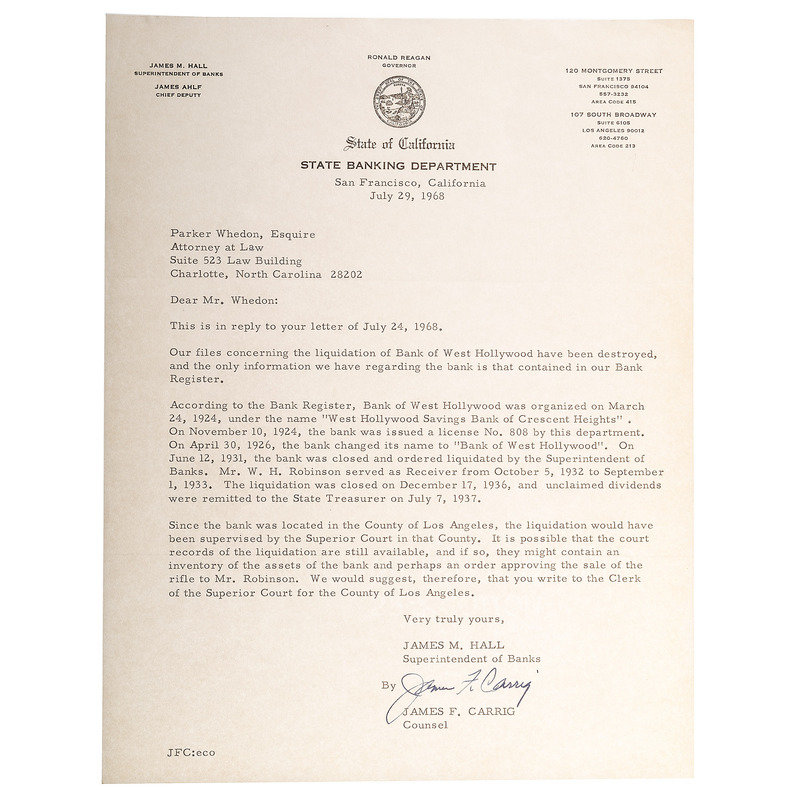 JAMES M. HALL
SUPERINTENDENT OF BANKS
JAMES AHLF
CHIEF DEPUTY
RONALD REAGAN
GOVERNOR
120 MONTGOMERY STREET
SUITE 1375
SAN FRANCISCO 94104
557-3232
AREA CODE 415
107 SOUTH BROADWAY
SUITE 6105
LOS ANGELES 90012
620-4760
AREA CODE 213
State of California
STATE BANKING DEPARTMENT
San Francisco, California
July 29, 1968
Parker Whedon, Esquire
Attorney at Law
Suite 523 Law Building
Charlotte, North Carolina 28202
Dear Mr. Whedon:
This is in reply to your letter of July 24, 1968.
Our files concerning the liquidation of Bank of West Hollywood have been destroyed,
and the only information we have regarding the bank is that contained in our Bank
Register.
According to the Bank Register, Bank of West Hollywood was organized on March
24, 1924, under the name "West Hollywood Savings Bank of Crescent Heights" .
On November 10, 1924, the bank was issued a license No. 808 by this department.
On April 30, 1926, the bank changed its name to "Bank of West Hollywood". On
June 12, 1931, the bank was closed and ordered liquidated by the Superintendent of
Banks. Mr. W. H. Robinson served as Receiver from October 5, 1932 to September
1, 1933. The liquidation was closed on December 17, 1936, and unclaimed dividends
were remitted to the State Treasurer on July 7, 1937.
Since the bank was located in the County of Los Angeles, the liquidation would have
been supervised by the Superior Court in that County. It is possible that the court
records of the liquidation are still available, and if so, they might contain an
inventory of the assets of the bank and perhaps an order approving the sale of the
rifle to Mr. Robinson. We would suggest, therefore, that you write to the Clerk
of the Superior Court for the County of Los Angeles.
Very truly yours,
JAMES M. HALL
Superintendent of Banks
By James F. Carrig
JAMES F. CARRIG
Counsel
JFC:eco